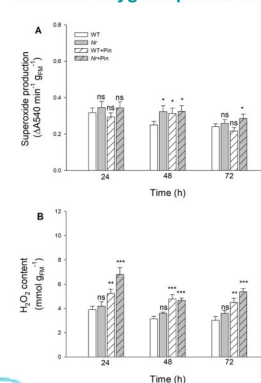 A
WT
Nr
WT+Pin
Nr+Pin
Superoxide production
(ΔA540 min⁻¹ gFM⁻¹)
0.8
0.6
0.4
0.2
0.0
ns ns ns
* * *
ns ns *
24 48 72
Time (h)
B
H₂O₂ content
(mmol gFM⁻¹)
12
10
8
6
4
2
0
ns ** ***
ns *** ***
ns ** ***
24 48 72
Time (h)